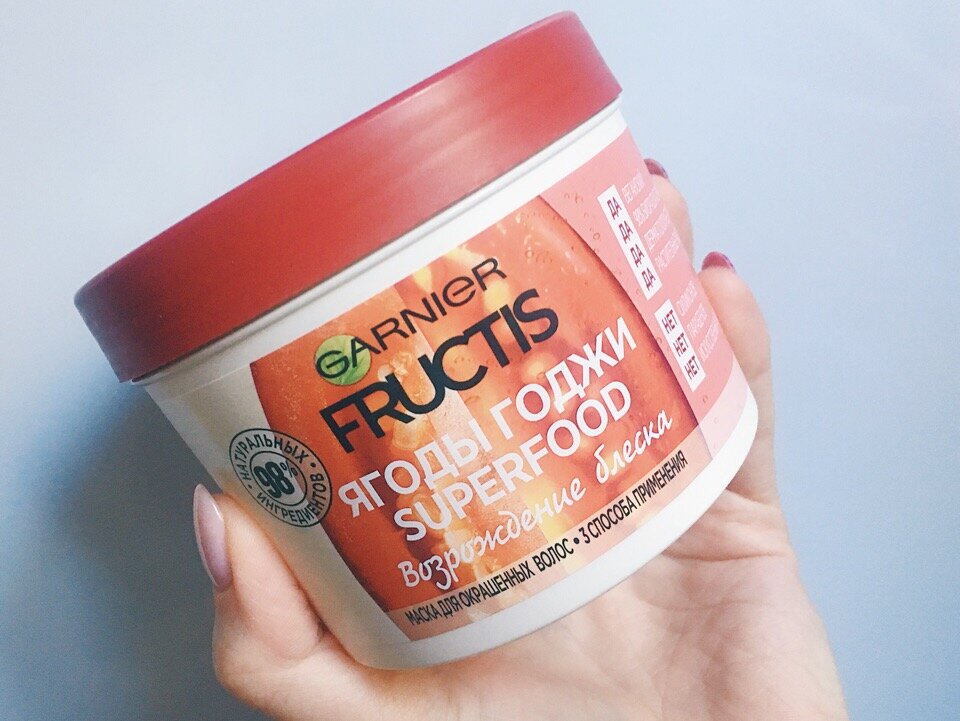 GARNIER
FRUCTIS
ЯГОДЫ ГОДЖИ
SUPERFOOD
Возрождение блеска
МАСКА ДЛЯ ОКРАШЕННЫХ ВОЛОС • 3 СПОСОБА ПРИМЕНЕНИЯ
98%
НАТУРАЛЬНЫХ • ИНГРЕДИЕНТОВ •
ДА
ДА
ДА
ДА
НЕТ
НЕТ
НЕТ